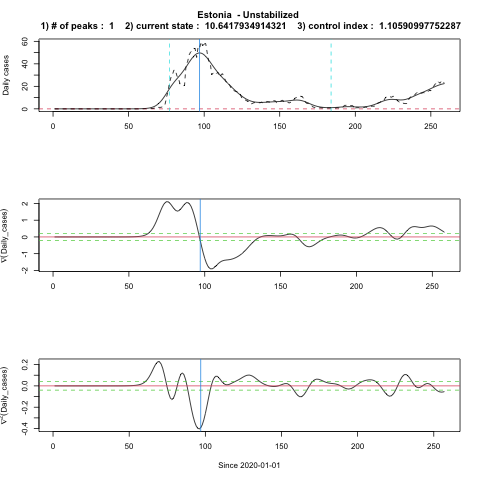 Estonia - Unstabilized
1) # of peaks : 1 2) current state : 10.6417934914321 3) control index : 1.10590997752287
Daily cases
60
40
20
0
0 50 100 150 200 250
∇(Daily_cases)
2
1
0
-1
-2
0 50 100 150 200 250
∇²(Daily_cases)
0.2
0.0
-0.2
-0.4
0 50 100 150 200 250
Since 2020-01-01